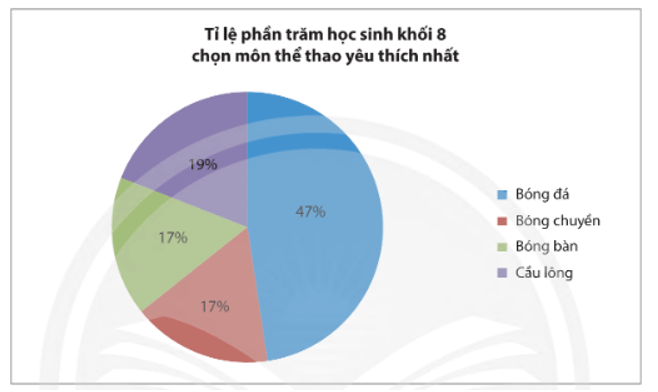 Tỉ lệ phần trăm học sinh khối 8
chọn môn thể thao yêu thích nhất
19%
47%
17%
17%
Bóng đá
Bóng chuyền
Bóng bàn
Cầu lông